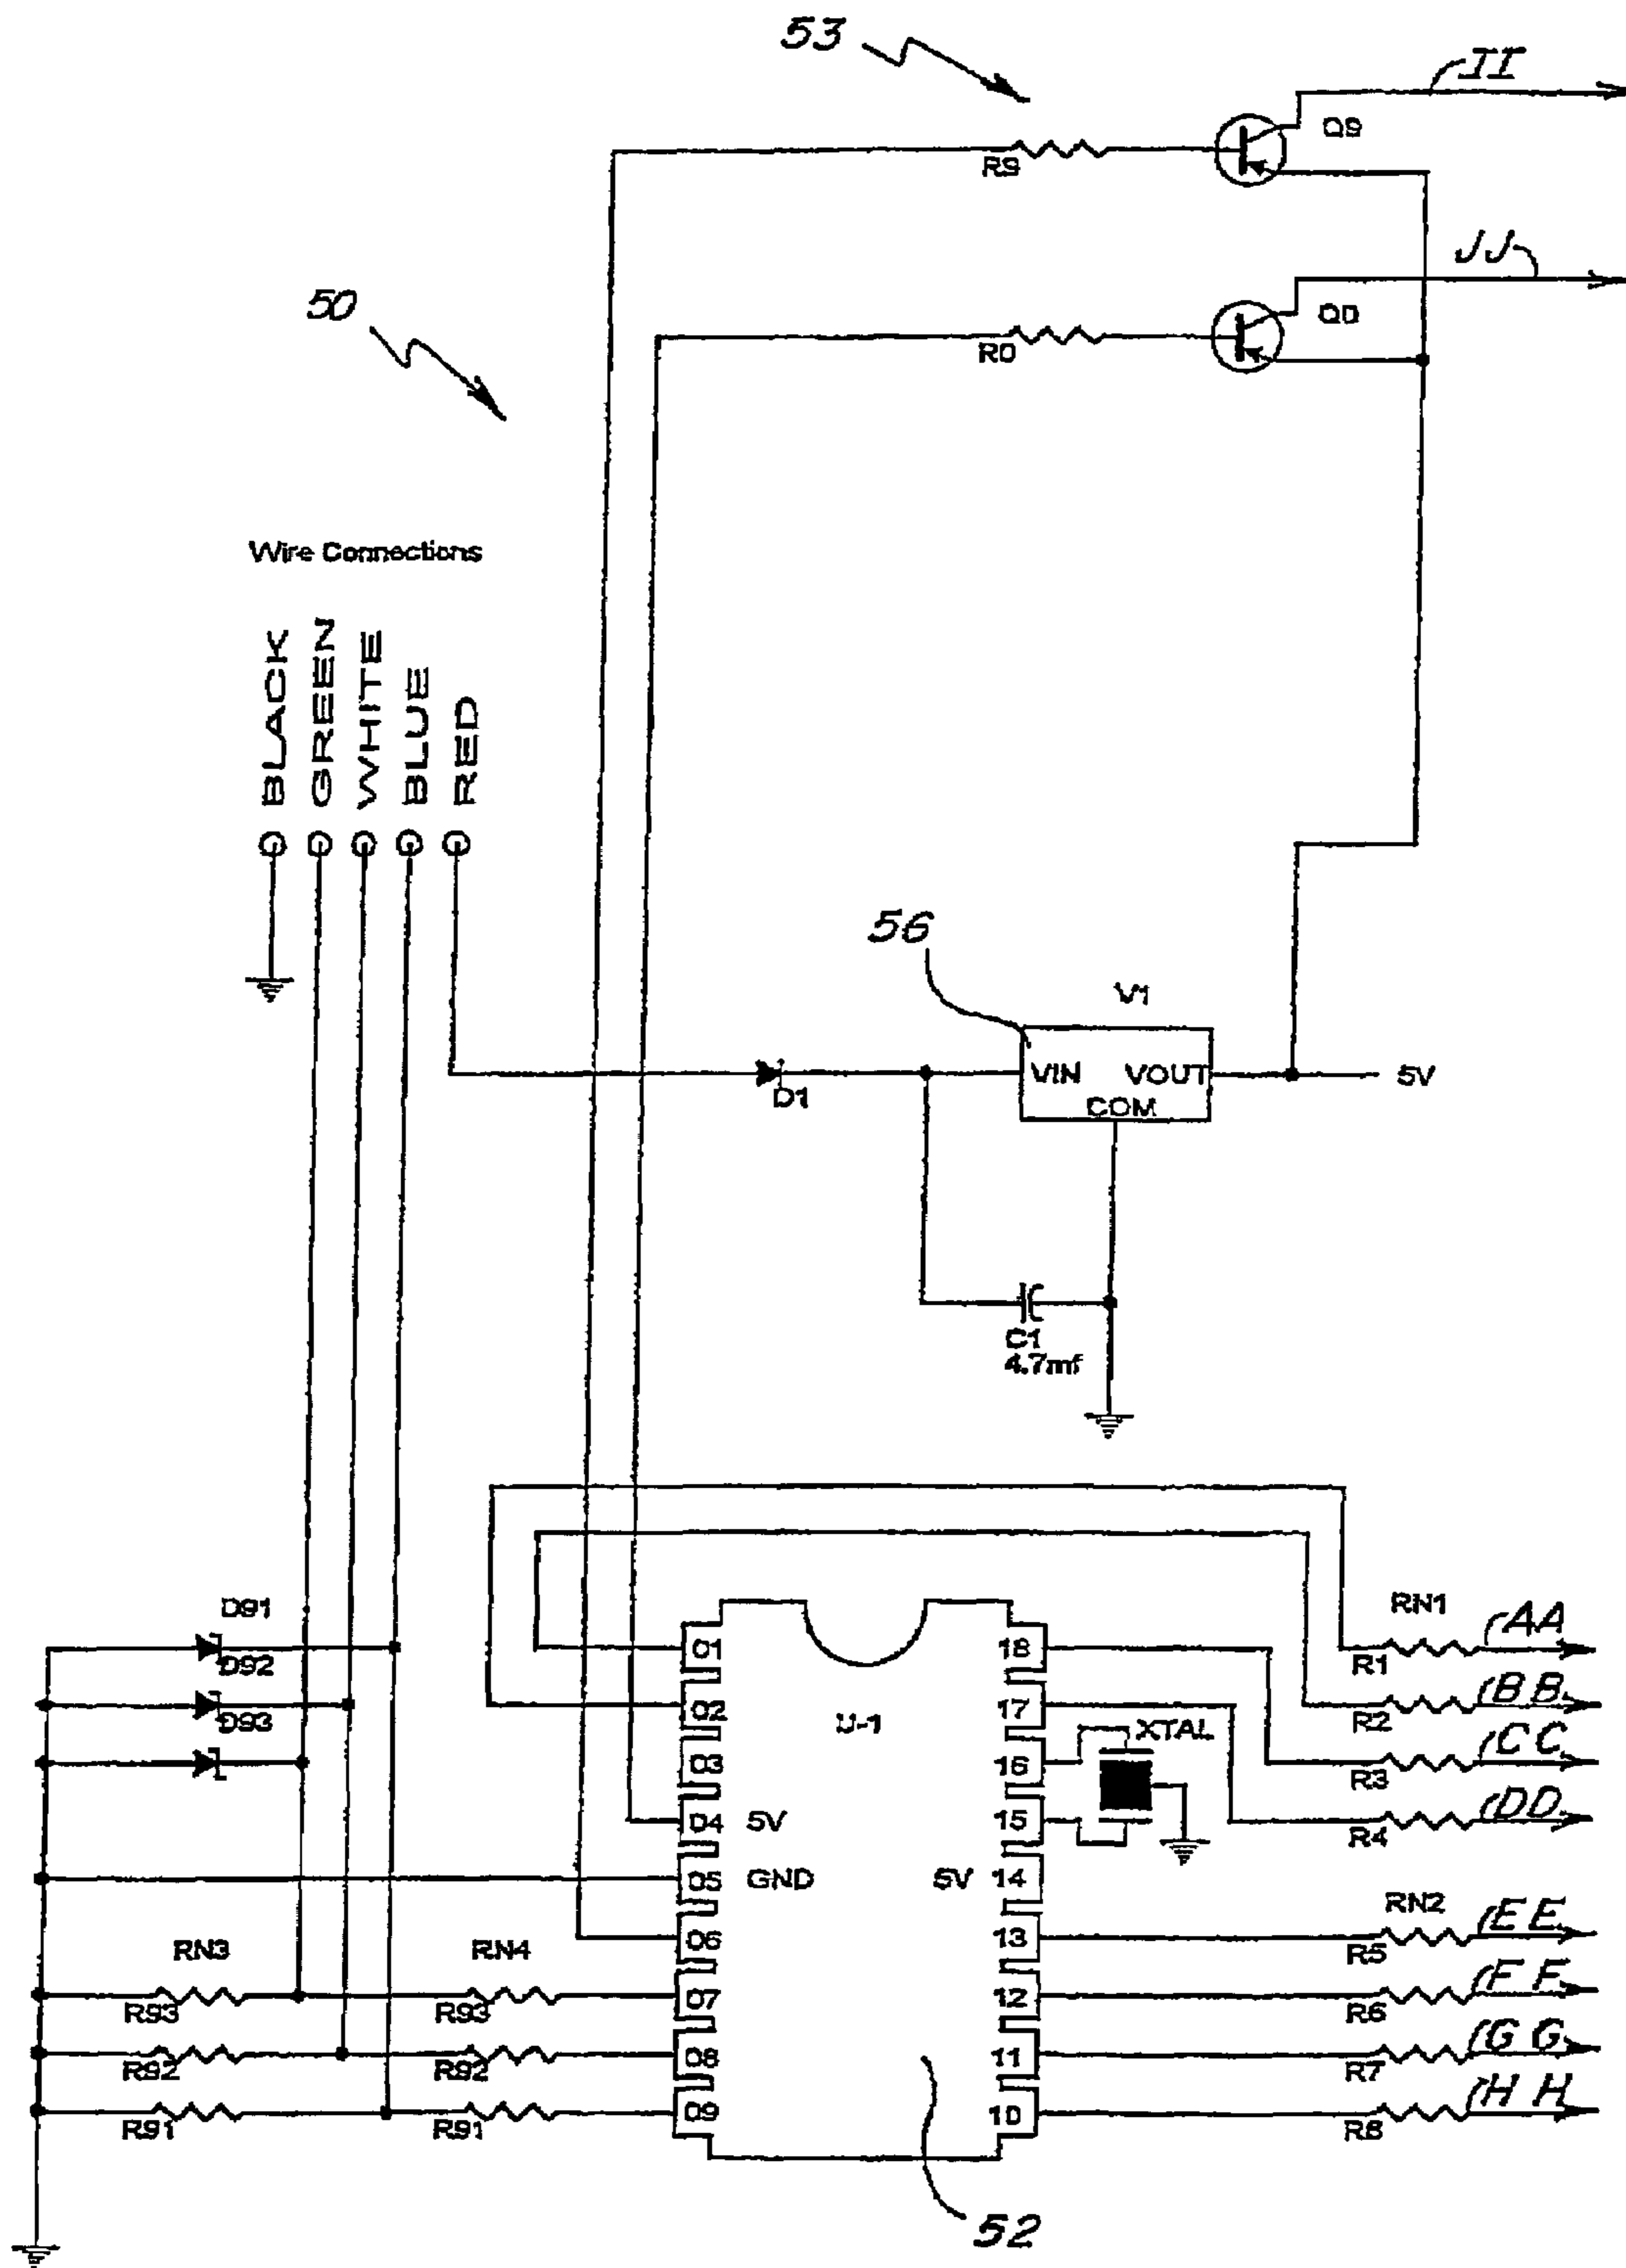 53
II
Q9
R9
JJ
50
Q0
R0
Wire Connections
BLACK
GREEN
WHITE
BLUE
RED
56
V1
VIN
VOUT
5V
D1
COM
C1
4.7mf
D91
RN1
AA
01
18
D92
R1
BB
02
U-1
17
XTAL
D93
R2
CC
03
16
R3
DD
04
5V
15
R4
05
GND
5V
14
RN2
EE
RN3
RN4
06
13
R5
FF
R93
R93
07
12
R6
GG
R92
R92
08
11
R7
HH
R91
R91
09
10
R8
52